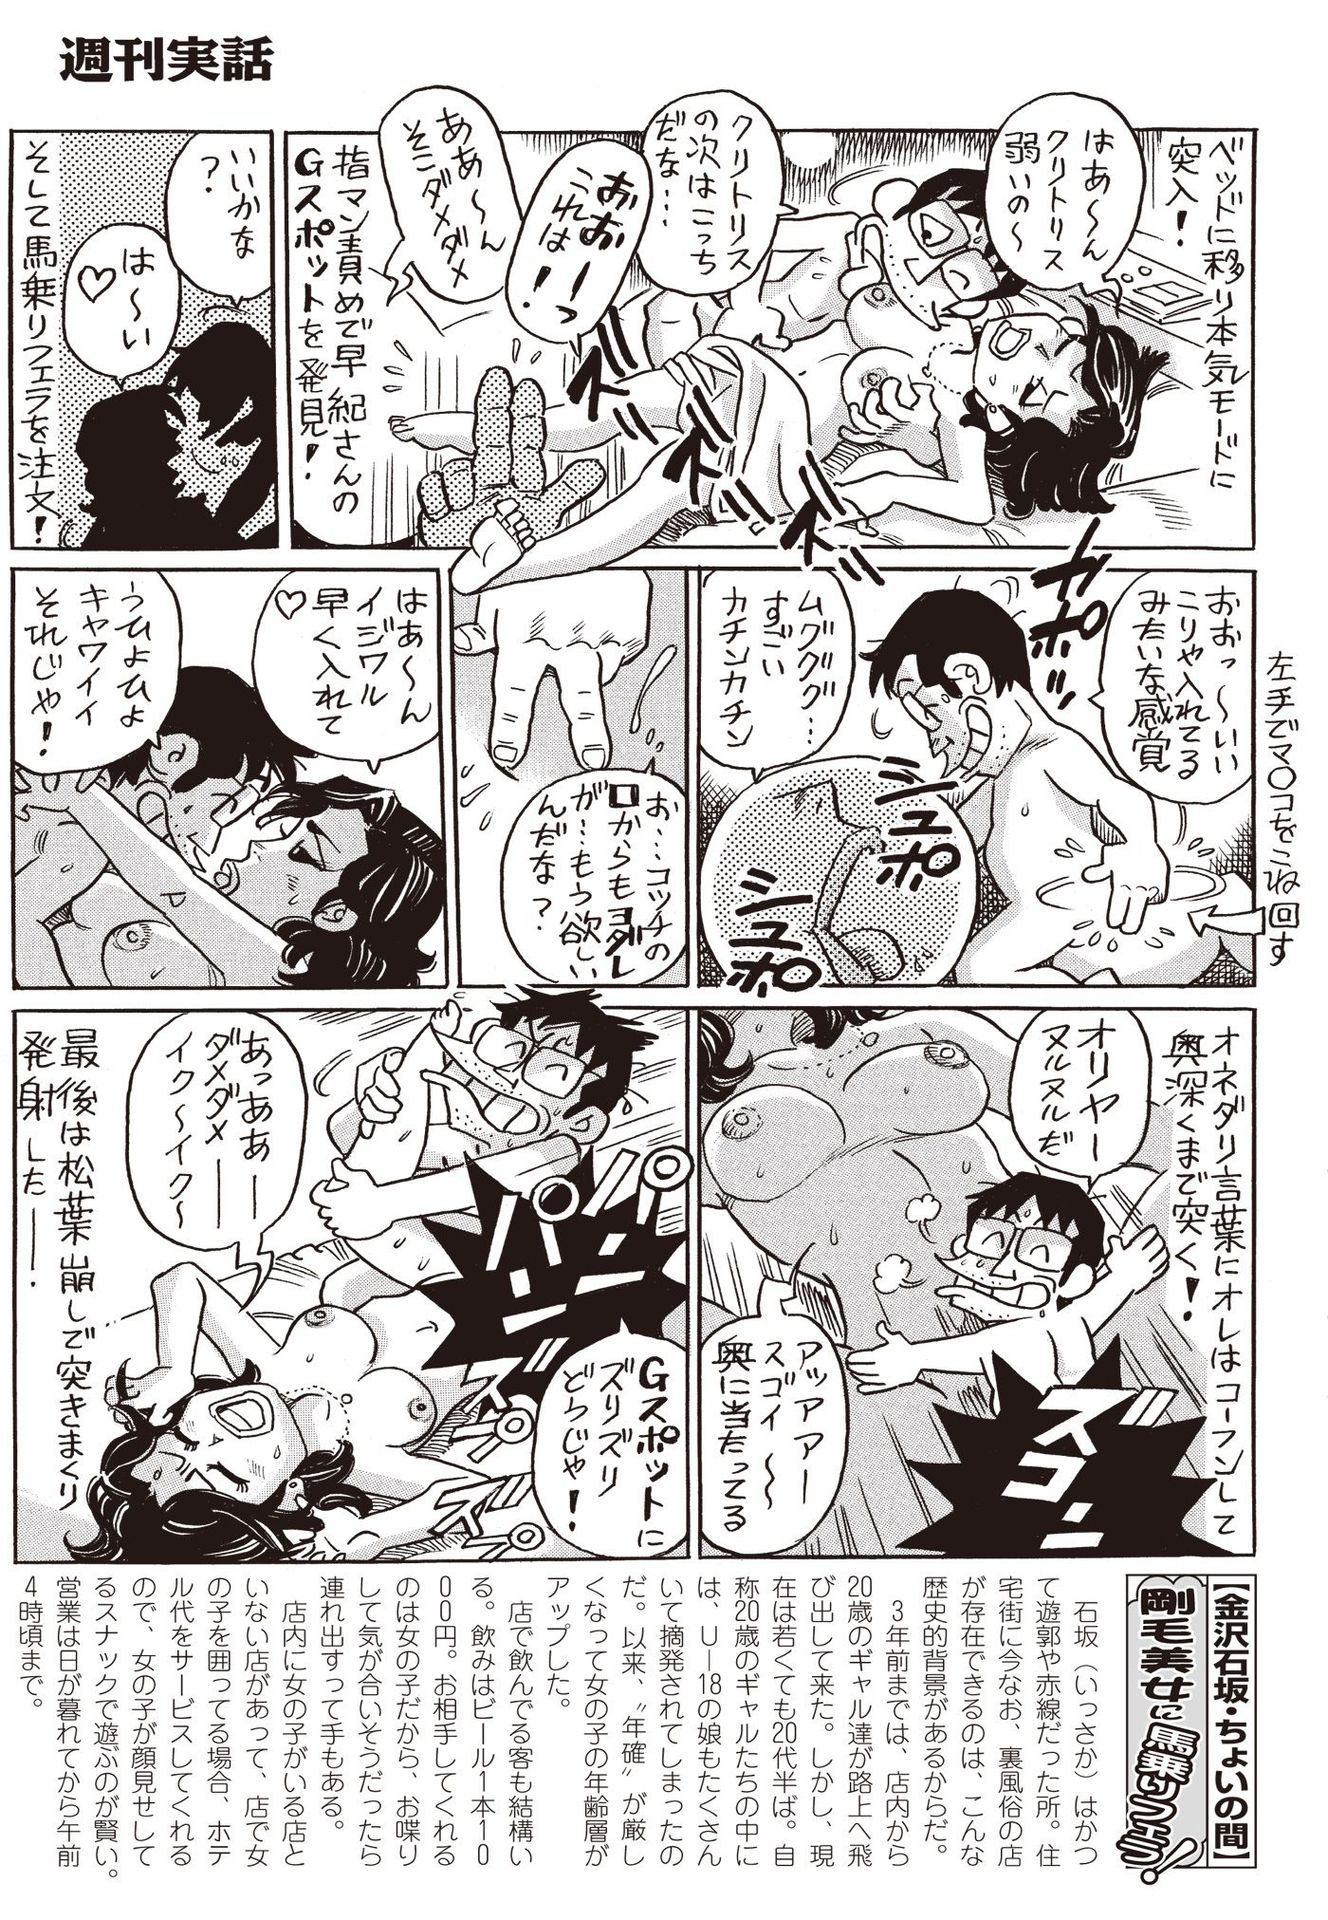 週刊実話
ベッドに移り本気モードに
突入！
はあ〜ん
クリトリス
弱いの〜
クリトリス
の次はこっち
だな…
おおーっ
これは！
ああ〜ん
そこダメダメ
指マン責めで早紀さんの
Gスポットを発見！
ズズズズ
いいかな
？
は〜い
♡
そして馬乗りフェラを注文！
おおっ〜いい
こりゃ入れてる
みたいな感覚
左手でマ〇コをこね回す
ムググ…
すごい
カチンカチン
ジュポ
ジュポ
お…コッチの
口からもヨダレ
が…もう欲しい
んだな？
はあ〜ん
イジワル
早く入れて
♡
うひょひょ
キャワイイ
それじゃ！
オネダリ言葉にオレはコーフンして
奥深くまで突く！
オリャー
ヌルヌルだ
アッアアー
スゴイ〜
奥に当たってる
ズコン
ズ
パンパン
Gスポットに
ズリズリ
どうじゃ！
ズズ
あっああー
ダメダメー
イク〜イク〜
最後は松葉崩しで突きまくり
発射した―.
【金沢石坂・ちょいの間】
剛毛美女に馬乗りフェラ！
石坂（いっさか）はかつ
て遊郭や赤線だった所。住
宅街に今なお、裏風俗の店
が存在できるのは、こんな
歴史的背景があるからだ。
3年前までは、店内から
20歳のギャル達が路上へ飛
び出して来た。しかし、現
在は若くても20代半ば。自
称20歳のギャルたちの中に
は、U―18の娘もたくさん
いて摘発されてしまったの
だ。以来、〝年確〟が厳し
くなって女の子の年齢層が
アップした。
店で飲んでる客も結構い
る。飲みはビール1本10
00円。お相手してくれる
のは女の子だから、お喋り
して気が合いそうだったら
連れ出すって手もある。
店内に女の子がいる店と
いない店があって、店で女
の子を囲ってる場合、ホテ
ル代をサービスしてくれる
ので、女の子が顔見せして
るスナックで遊ぶのが賢い。
営業は日が暮れてから午前
4時頃まで。